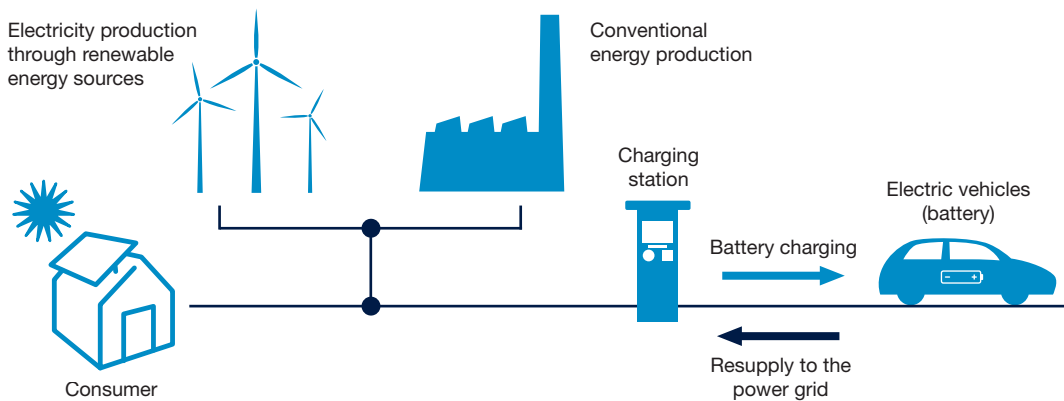 Electricity production
through renewable
energy sources
Conventional
energy production
Charging
station
Electric vehicles
(battery)
Battery charging
Resupply to the
power grid
Consumer